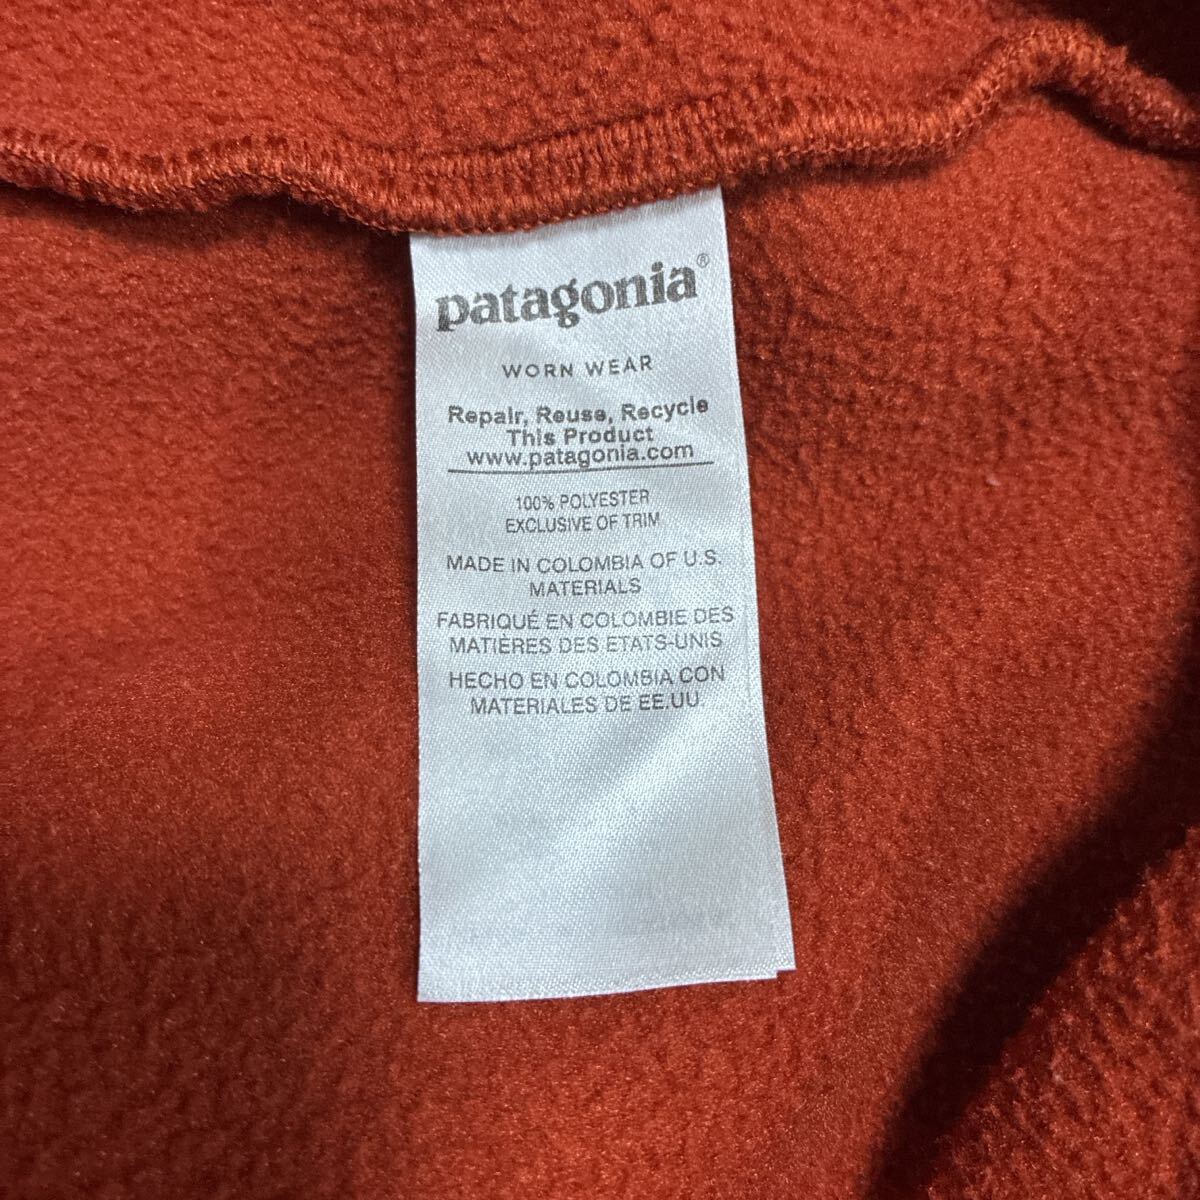 patagonia®
WORN WEAR
Repair, Reuse, Recycle
This Product
www.patagonia.com
100% POLYESTER
EXCLUSIVE OF TRIM
MADE IN COLOMBIA OF U.S.
MATERIALS
FABRIQUÉ EN COLOMBIE DES
MATIÈRES DES ETATS-UNIS
HECHO EN COLOMBIA CON
MATERIALES DE EE.UU.